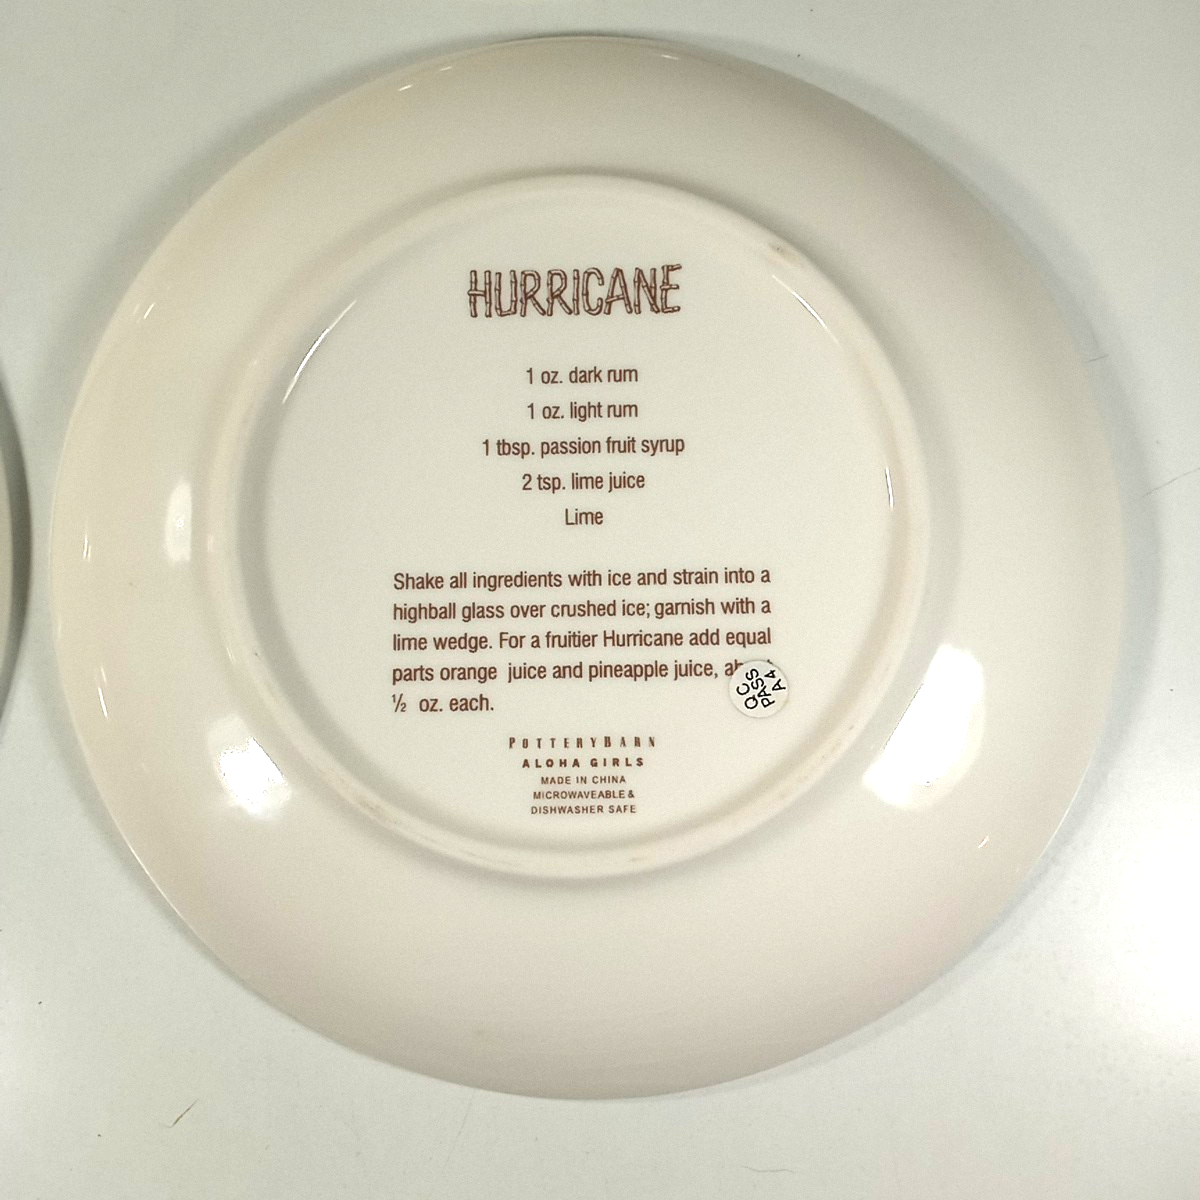 HURRICANE
1 oz. dark rum
1 oz. light rum
1 tbsp. passion fruit syrup
2 tsp. lime juice
Lime
Shake all ingredients with ice and strain into a
highball glass over crushed ice; garnish with a
lime wedge. For a fruitier Hurricane add equal
parts orange juice and pineapple juice,
½ oz. each.
QC
PASS
A4
POTTERY BARN
ALOHA GIRLS
MADE IN CHINA
MICROWAVEABLE &
DISHWASHER SAFE